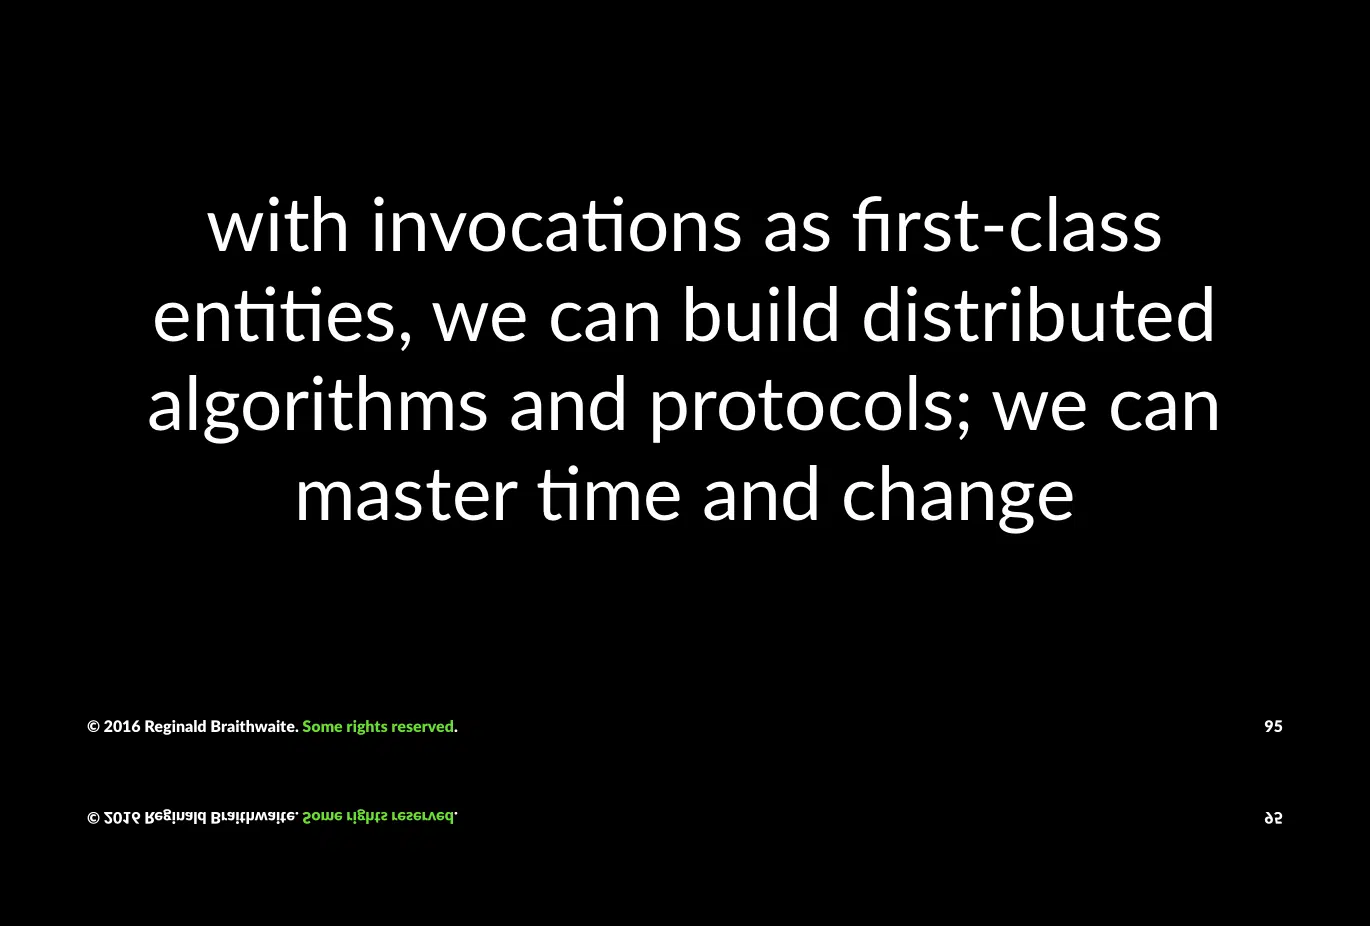 with invocations as first-class
entities, we can build distributed
algorithms and protocols; we can
master time and change
© 2016 Reginald Braithwaite. Some rights reserved. 95
© 2016 Reginald Braithwaite. Some rights reserved. 95